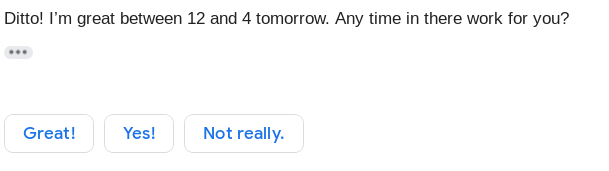 Ditto! I’m great between 12 and 4 tomorrow. Any time in there work for you?
Great! Yes! Not really.